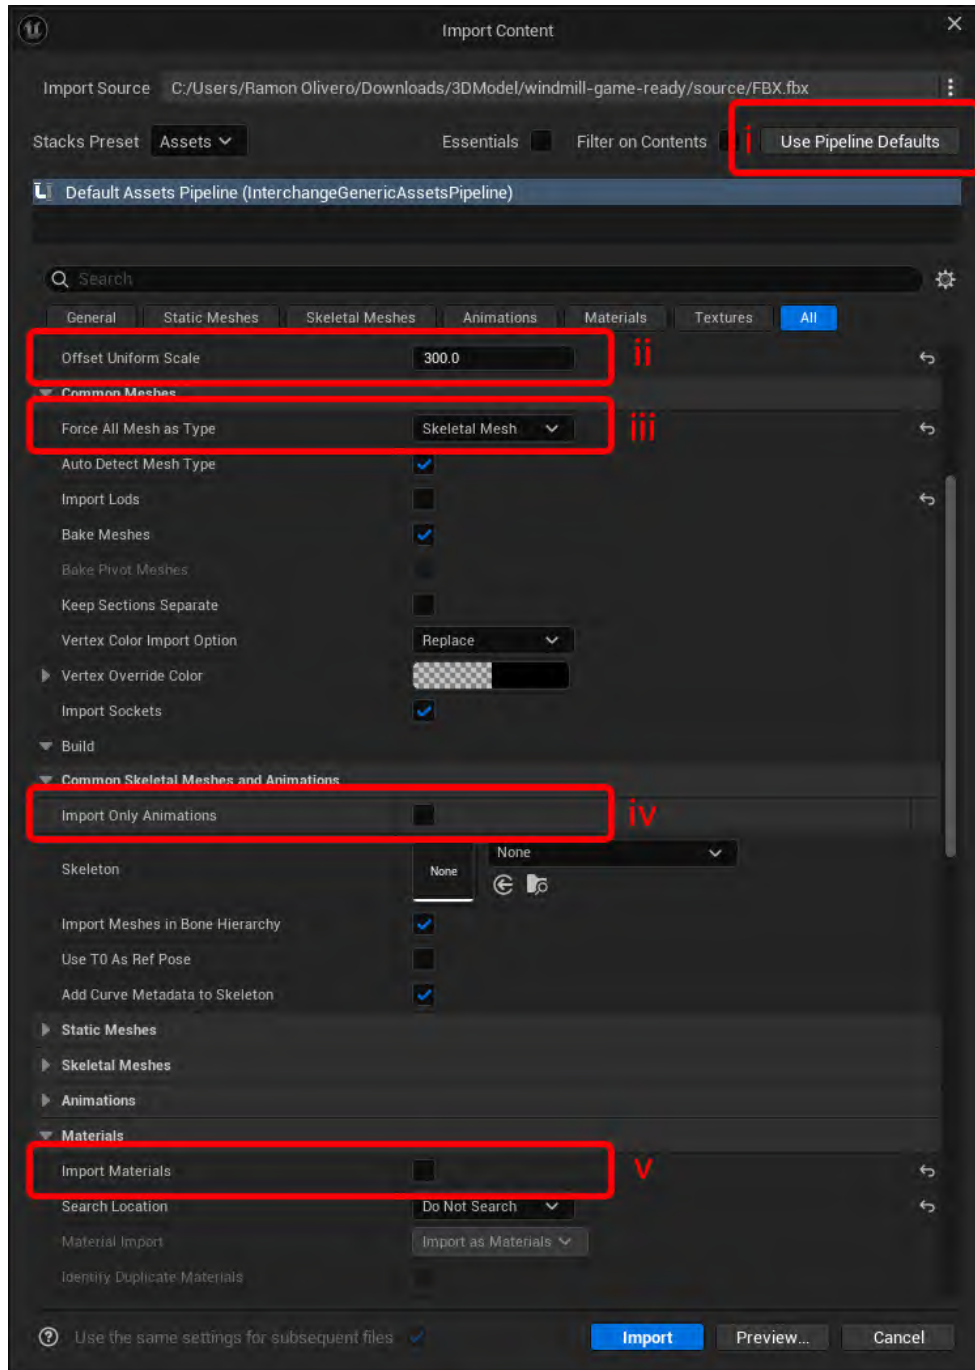 Import Content
Import Source C:/Users/Ramon Olivero/Downloads/3DModel/windmill-game-ready/source/FBX.fbx
Stacks Preset Assets Essentials Filter on Contents i Use Pipeline Defaults
Default Assets Pipeline (InterchangeGenericAssetsPipeline)
Search
General Static Meshes Skeletal Meshes Animations Materials Textures All
Offset Uniform Scale 300.0 ii
Common Meshes
Force All Mesh as Type Skeletal Mesh iii
Auto Detect Mesh Type
Import Lods
Bake Meshes
Bake Pivot Meshes
Keep Sections Separate
Vertex Color Import Option Replace
Vertex Override Color
Import Sockets
Build
Common Skeletal Meshes and Animations
Import Only Animations iv
Skeleton None None
Import Meshes in Bone Hierarchy
Use T0 As Ref Pose
Add Curve Metadata to Skeleton
Static Meshes
Skeletal Meshes
Animations
Materials
Import Materials v
Search Location Do Not Search
Material Import Import as Materials
Identify Duplicate Materials
Use the same settings for subsequent files Import Preview... Cancel